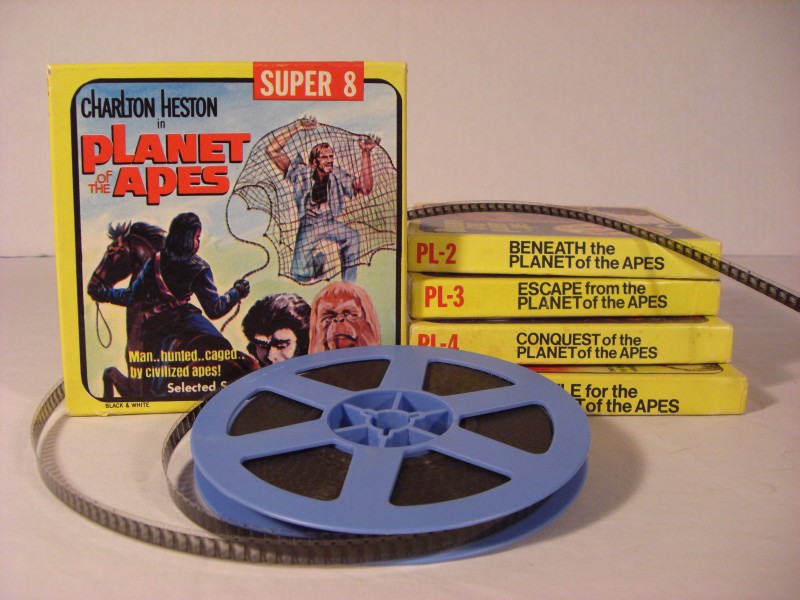 SUPER 8
CHARLTON HESTON
in
PLANET
OF THE APES
Man..hunted..caged..
by civilized apes!
Selected
BLACK & WHITE
PL-2
BENEATH the
PLANET of the APES
PL-3
ESCAPE from the
PLANET of the APES
PL-4
CONQUEST of the
PLANET of the APES
for the
of the APES